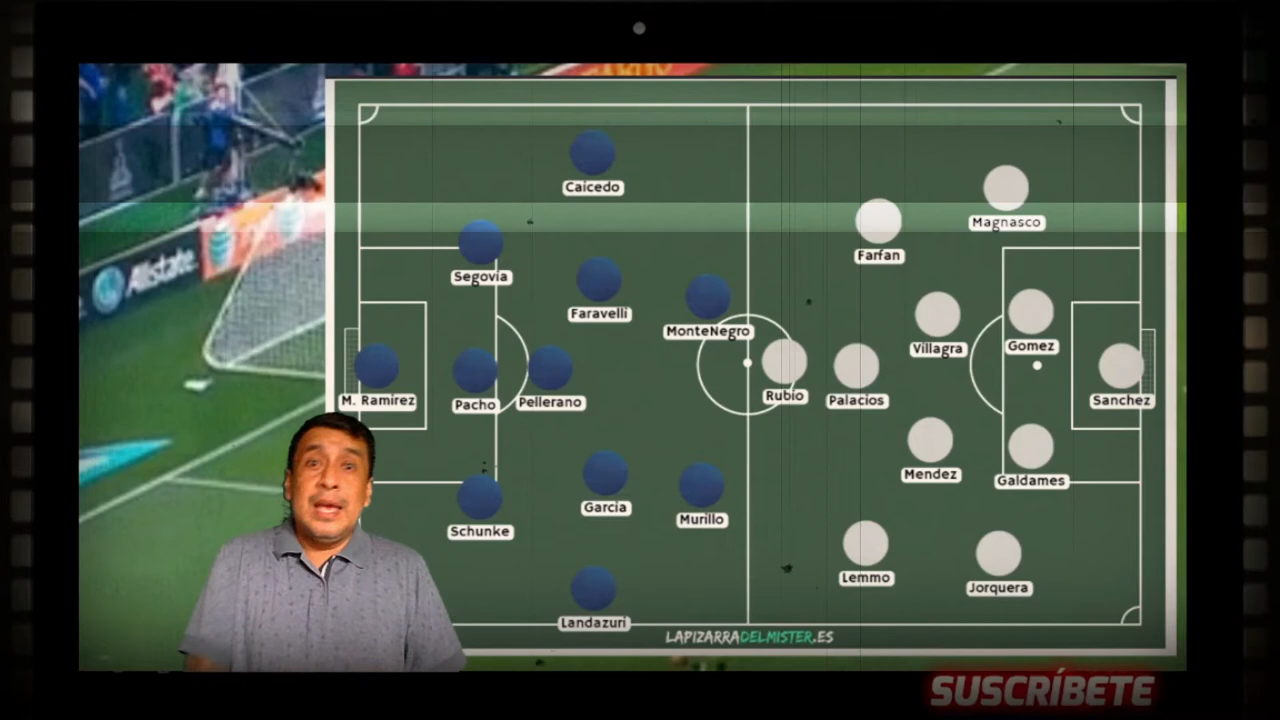 Allstate
at&t
Caicedo
Magnasco
Farfan
Segovia
Faravelli
MonteNegro
Villagra
Gomez
M. Ramirez
Pacho
Pellerano
Rubio
Palacios
Sanchez
Mendez
Galdames
Garcia
Murillo
Schunke
Lemmo
Jorquera
Landazuri
LAPIZARRADELMISTER.ES
SUSCRÍBETE